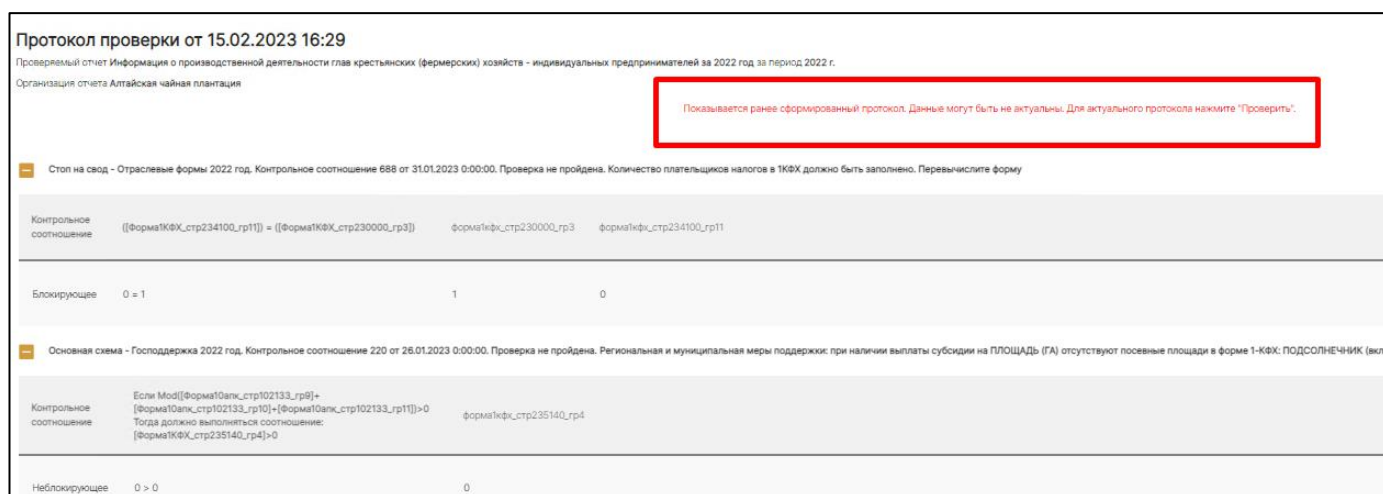 Протокол проверки от 15.02.2023 16:29
Проверяемый отчет Информация о производственной деятельности глав крестьянских (фермерских) хозяйств - индивидуальных предпринимателей за 2022 год за период 2022 г.
Организация отчета Алтайская чайная плантация
Показывается ранее сформированный протокол. Данные могут быть не актуальны. Для актуального протокола нажмите "Проверить".
Стоп на свод - Отраслевые формы 2022 год. Контрольное соотношение 688 от 31.01.2023 0:00:00. Проверка не пройдена. Количество плательщиков налогов в 1КФХ должно быть заполнено. Перевычислите форму
Контрольное соотношение ([Форма1КФХ_стр234100_гр11]) = ([Форма1КФХ_стр230000_гр3]) форма1кфх_стр230000_гр3 форма1кфх_стр234100_гр11
Блокирующее 0 = 1 1 0
Основная схема - Господдержка 2022 год. Контрольное соотношение 220 от 26.01.2023 0:00:00. Проверка не пройдена. Региональная и муниципальная меры поддержки: при наличии выплаты субсидии на ПЛОЩАДЬ (ГА) отсутствуют посевные площади в форме 1-КФХ: ПОДСОЛНЕЧНИК (вкл
Контрольное соотношение
Если Mod([Форма10апк_стр102133_гр9]+
[Форма10апк_стр102133_гр10]+[Форма10апк_стр102133_гр11])>0
Тогда должно выполняться соотношение:
[Форма1КФХ_стр235140_гр4]>0
форма1кфх_стр235140_гр4
Неблокирующее 0 > 0 0